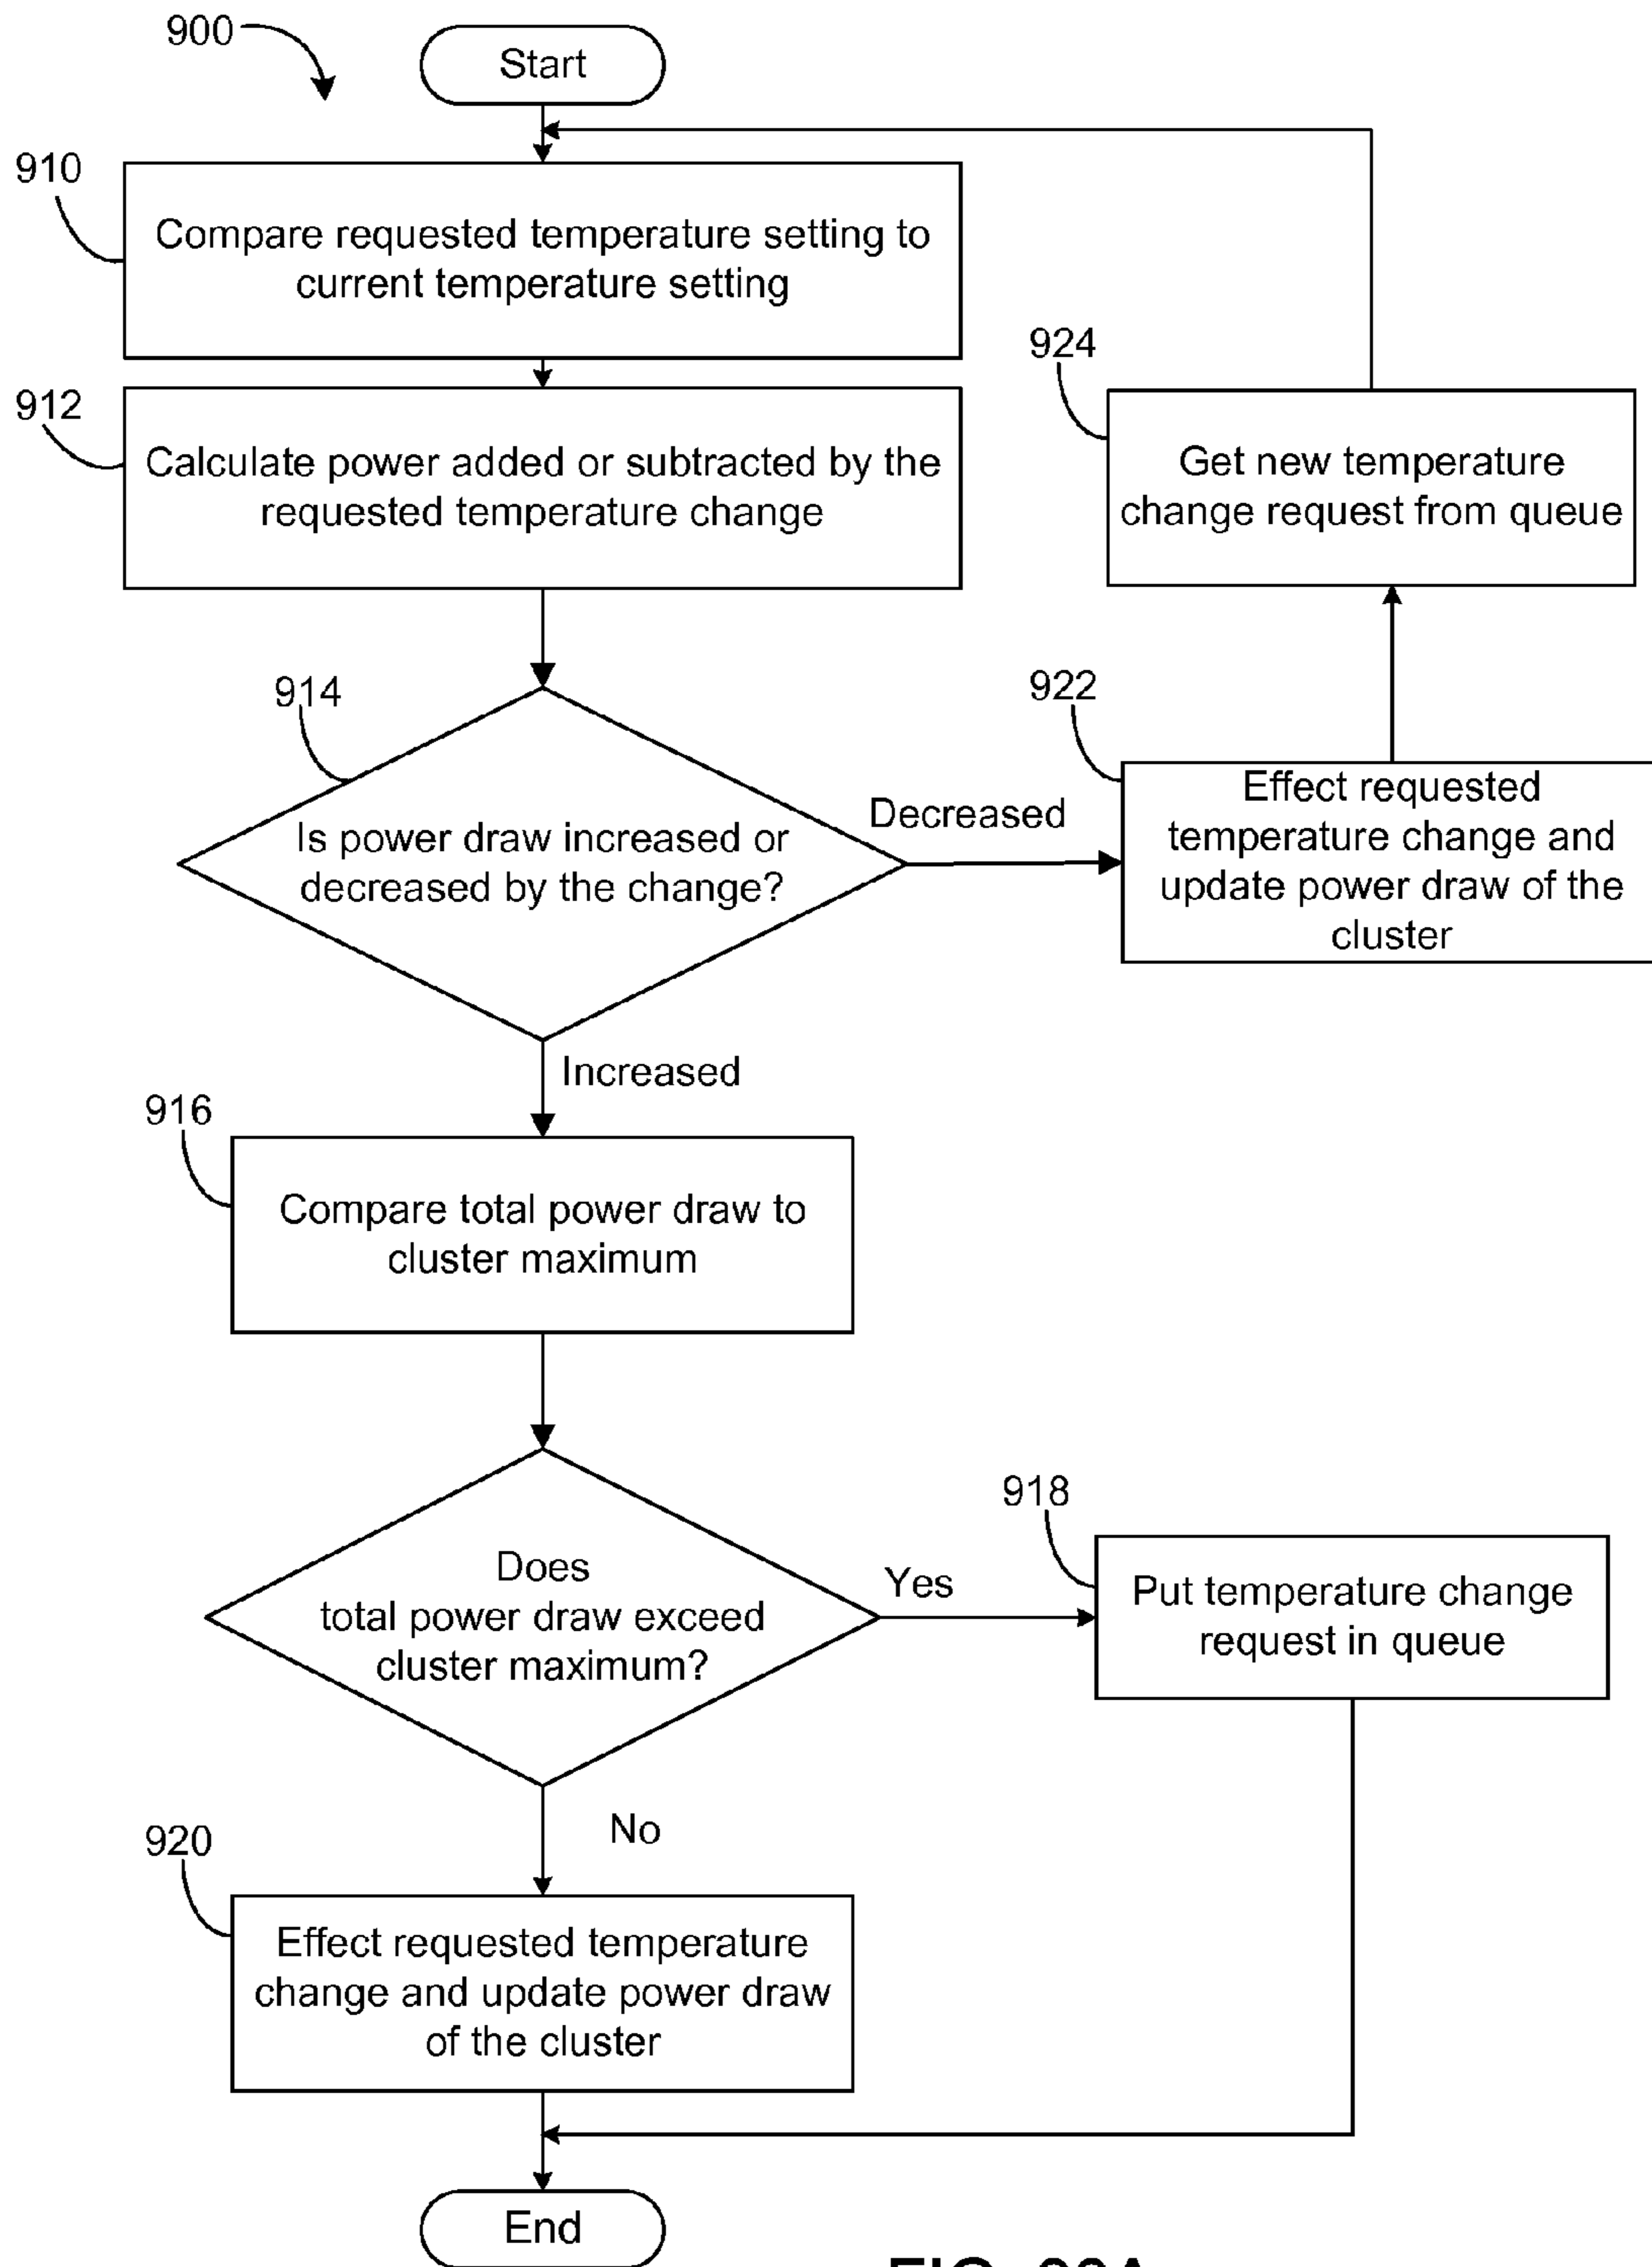 900
Start
910
Compare requested temperature setting to
current temperature setting
912
Calculate power added or subtracted by the
requested temperature change
924
Get new temperature
change request from queue
914
Is power draw increased or
decreased by the change?
Decreased
922
Effect requested
temperature change and
update power draw of the
cluster
Increased
916
Compare total power draw to
cluster maximum
Does
total power draw exceed
cluster maximum?
Yes
918
Put temperature change
request in queue
No
920
Effect requested temperature
change and update power draw
of the cluster
End